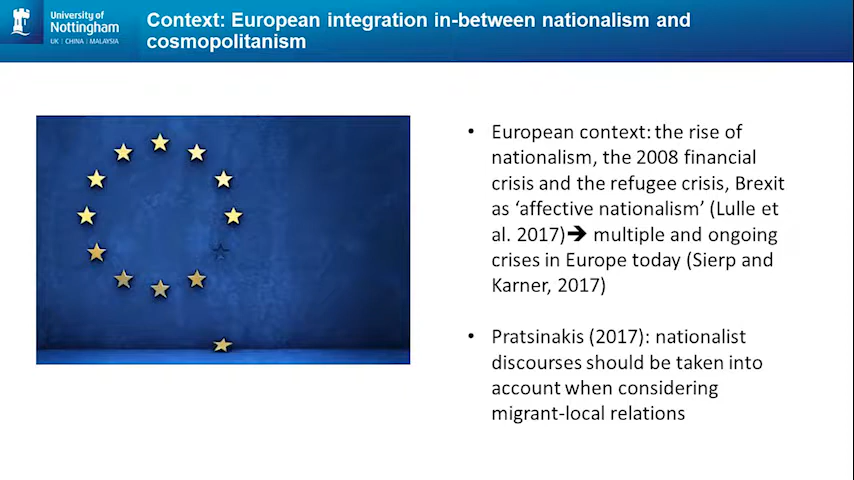 University of
Nottingham
UK | CHINA | MALAYSIA
Context: European integration in-between nationalism and
cosmopolitanism
• European context: the rise of
nationalism, the 2008 financial
crisis and the refugee crisis, Brexit
as ‘affective nationalism’ (Lulle et
al. 2017)➔ multiple and ongoing
crises in Europe today (Sierp and
Karner, 2017)
• Pratsinakis (2017): nationalist
discourses should be taken into
account when considering
migrant-local relations